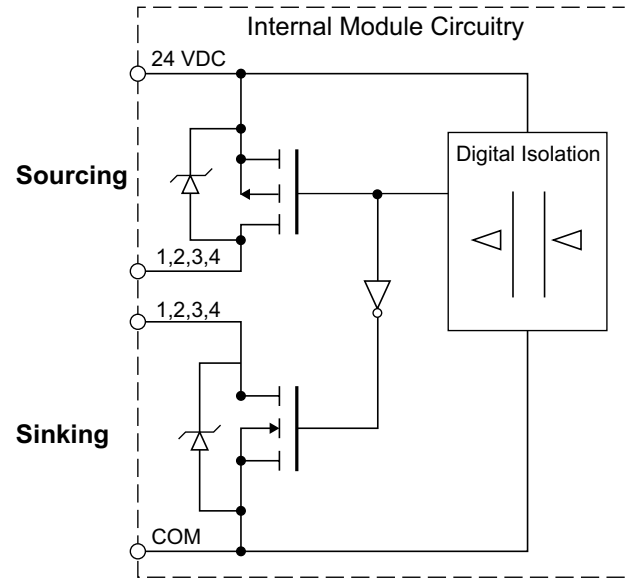 Internal Module Circuitry
24 VDC
Digital Isolation
Sourcing
1,2,3,4
1,2,3,4
Sinking
COM